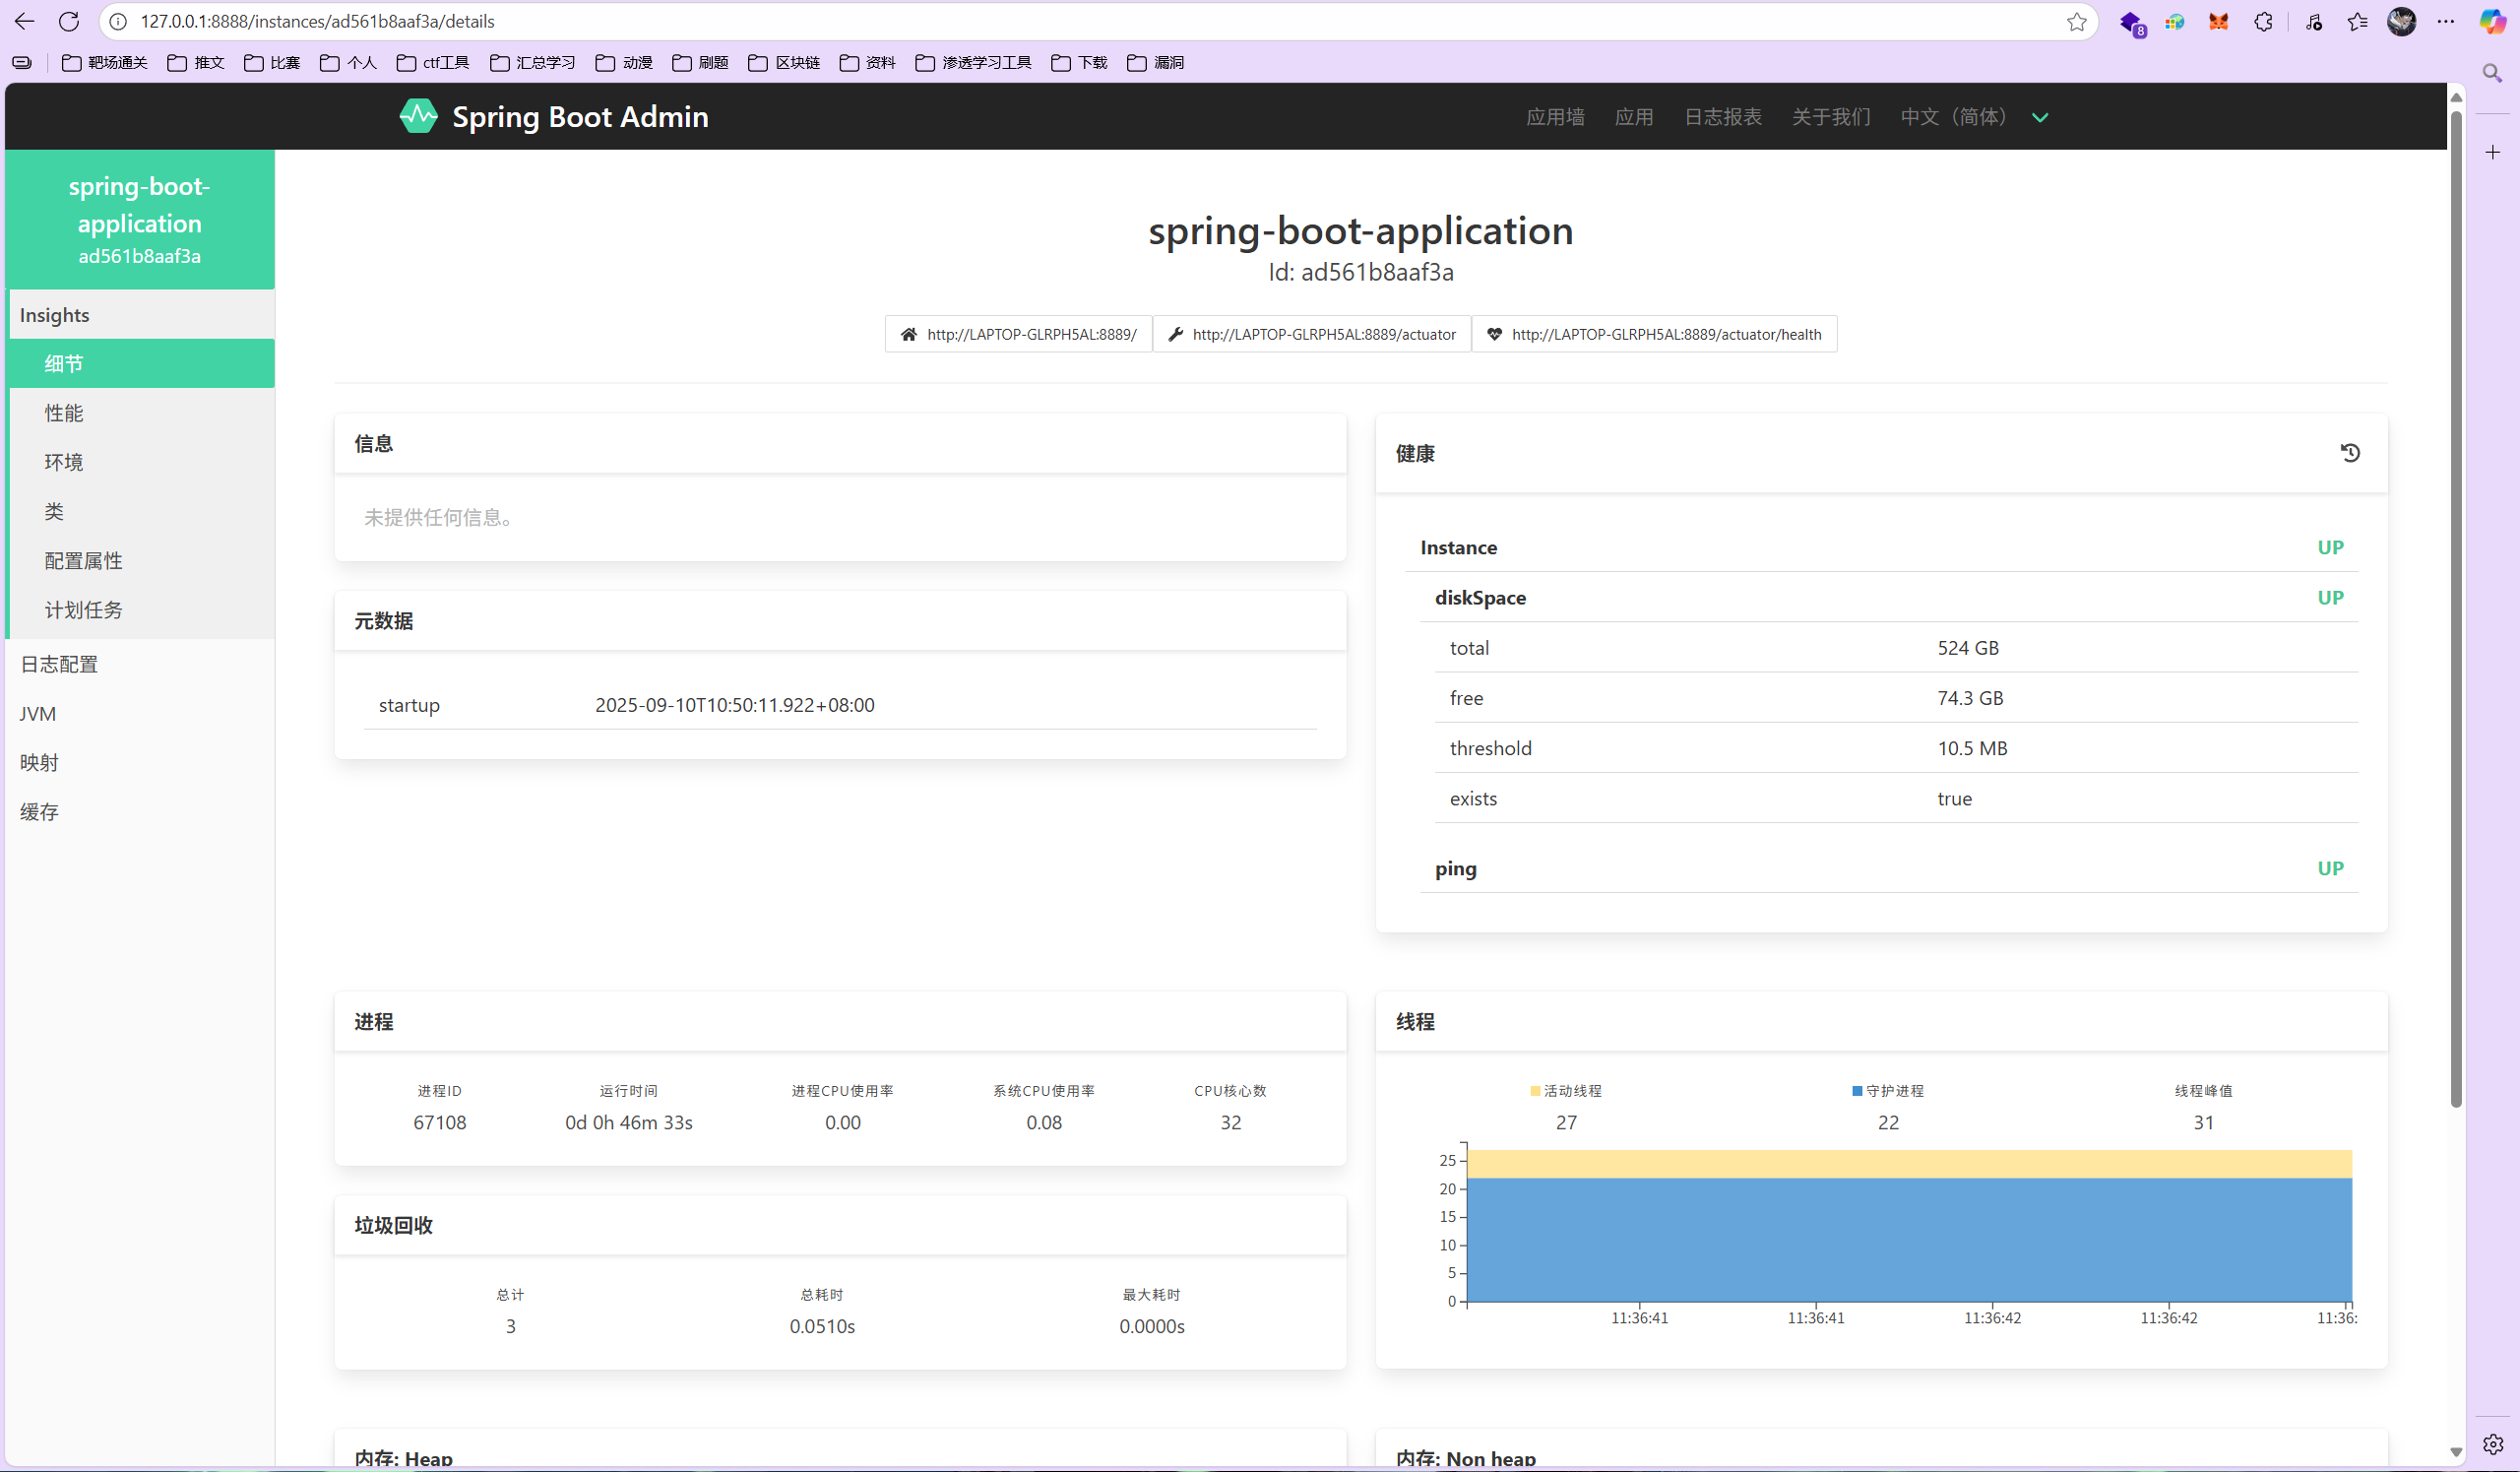 127.0.0.1:8888/instances/ad561b8aaf3a/details
8
靶场通关 推文 比赛 个人 ctf工具 汇总学习 动漫 刷题 区块链 资料 渗透学习工具 下载 漏洞
Spring Boot Admin
应用墙 应用 日志报表 关于我们 中文（简体）
spring-boot-
application
ad561b8aaf3a
Insights
细节
性能
环境
类
配置属性
计划任务
日志配置
JVM
映射
缓存
spring-boot-application
Id: ad561b8aaf3a
http://LAPTOP-GLRPH5AL:8889/ http://LAPTOP-GLRPH5AL:8889/actuator http://LAPTOP-GLRPH5AL:8889/actuator/health
信息
未提供任何信息。
元数据
startup 2025-09-10T10:50:11.922+08:00
健康
Instance UP
diskSpace UP
total 524 GB
free 74.3 GB
threshold 10.5 MB
exists true
ping UP
进程
进程ID 运行时间 进程CPU使用率 系统CPU使用率 CPU核心数
67108 0d 0h 46m 33s 0.00 0.08 32
垃圾回收
总计 总耗时 最大耗时
3 0.0510s 0.0000s
线程
活动线程 守护进程 线程峰值
27 22 31
25
20
15
10
5
0
11:36:41 11:36:41 11:36:42 11:36:42 11:36:
内存: Heap
内存: Non heap